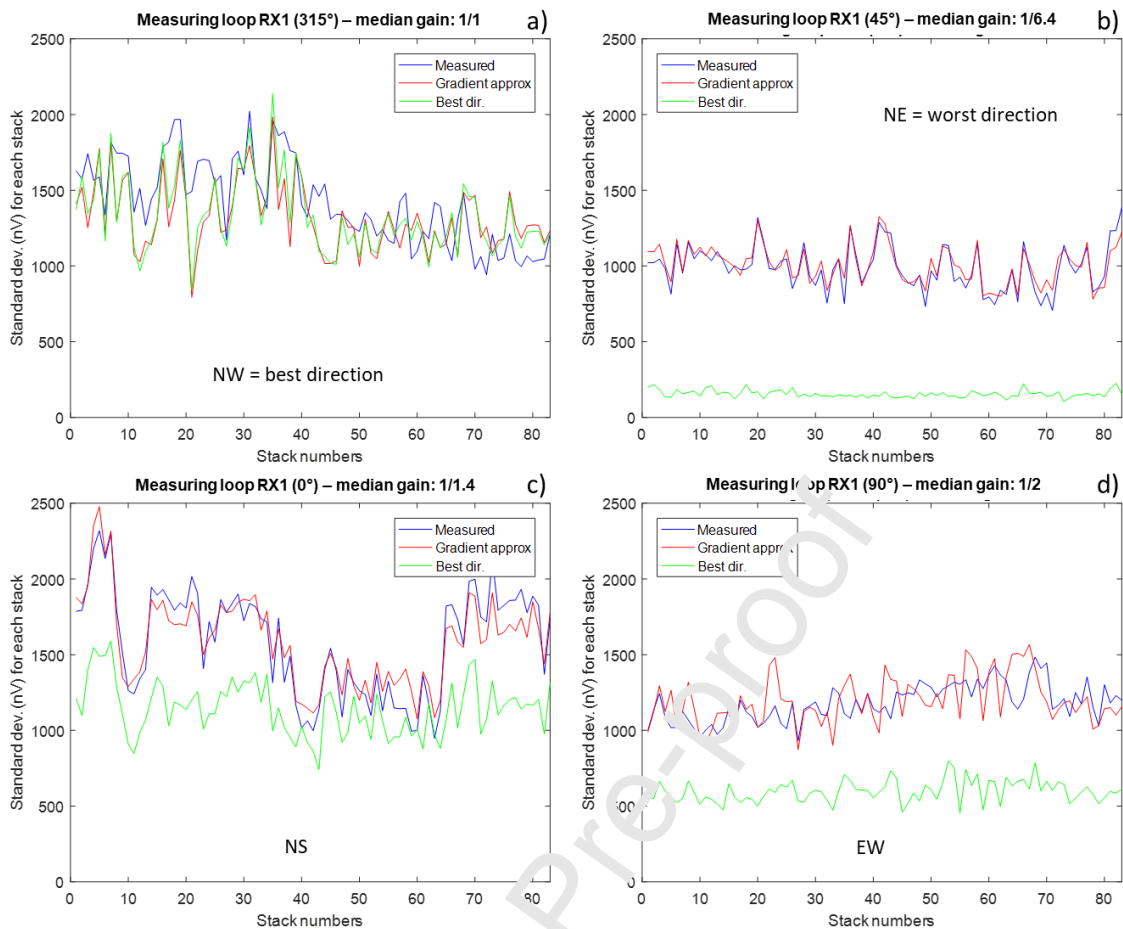 Measuring loop RX1 (315°) – median gain: 1/1
a)
Measured
Gradient approx
Best dir.
NW = best direction
Standard dev. (nV) for each stack
2500
2000
1500
1000
500
0
0 10 20 30 40 50 60 70 80
Stack numbers
Measuring loop RX1 (45°) – median gain: 1/6.4
b)
Measured
Gradient approx
Best dir.
NE = worst direction
Standard dev. (nV) for each stack
2500
2000
1500
1000
500
0
0 10 20 30 40 50 60 70 80
Stack numbers
Measuring loop RX1 (0°) – median gain: 1/1.4
c)
Measured
Gradient approx
Best dir.
NS
Standard dev. (nV) for each stack
2500
2000
1500
1000
500
0
0 10 20 30 40 50 60 70 80
Stack numbers
Measuring loop RX1 (90°) – median gain: 1/2
d)
Measured
Gradient approx
Best dir.
EW
Standard dev. (nV) for each stack
2500
2000
1500
1000
500
0
0 10 20 30 40 50 60 70 80
Stack numbers
Pre-proof